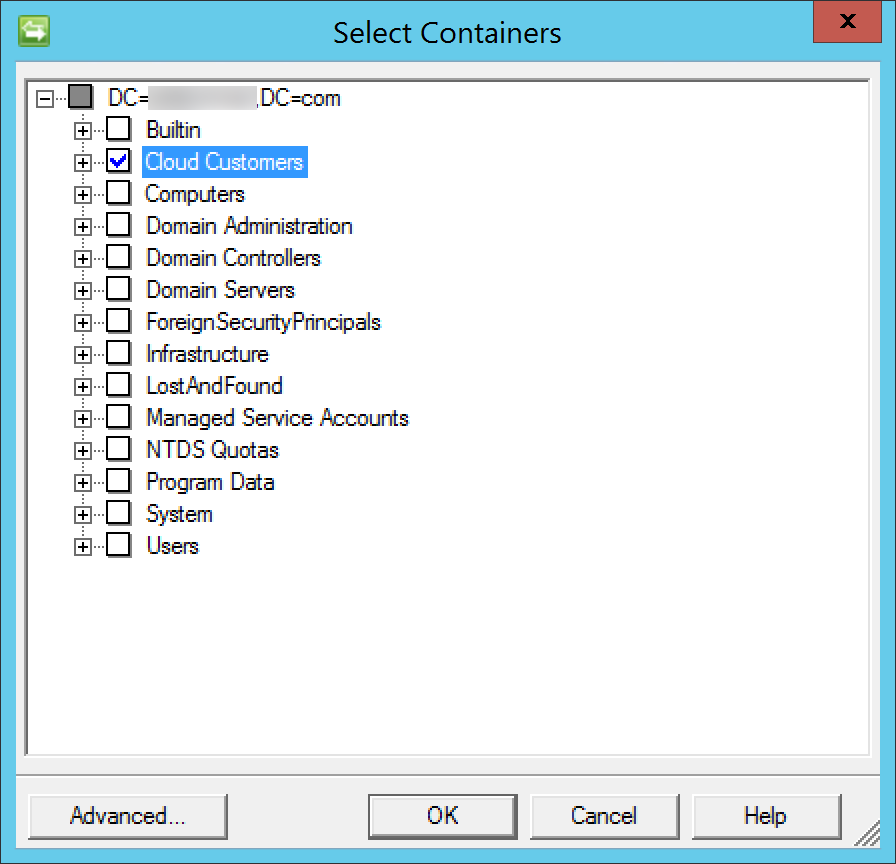 Select Containers
DC=,DC=com
Builtin
Cloud Customers
Computers
Domain Administration
Domain Controllers
Domain Servers
ForeignSecurityPrincipals
Infrastructure
LostAndFound
Managed Service Accounts
NTDS Quotas
Program Data
System
Users
Advanced...
OK
Cancel
Help